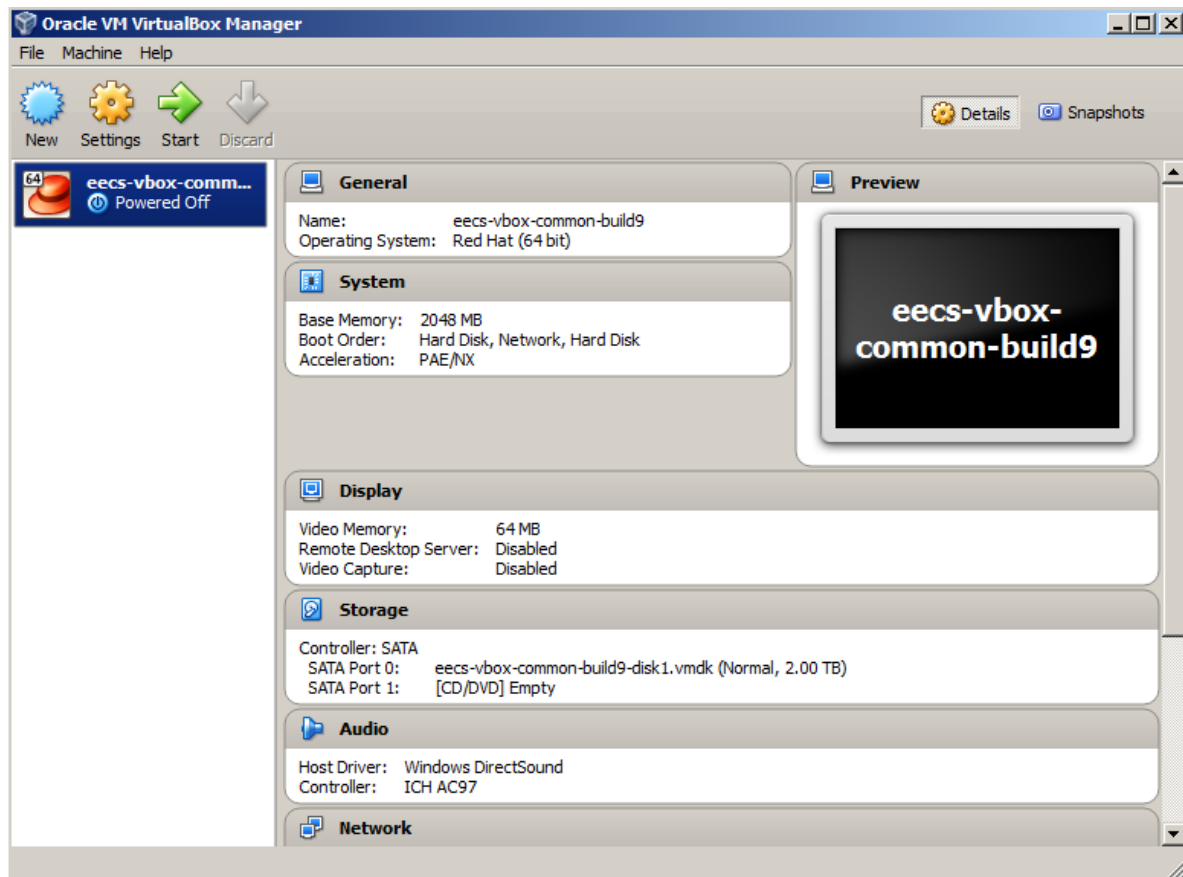 Oracle VM VirtualBox Manager
File Machine Help
New Settings Start Discard
Details Snapshots
64
eecs-vbox-comm...
Powered Off
General
Name: eecs-vbox-common-build9
Operating System: Red Hat (64 bit)
System
Base Memory: 2048 MB
Boot Order: Hard Disk, Network, Hard Disk
Acceleration: PAE/NX
Preview
eecs-vbox-
common-build9
Display
Video Memory: 64 MB
Remote Desktop Server: Disabled
Video Capture: Disabled
Storage
Controller: SATA
SATA Port 0: eecs-vbox-common-build9-disk1.vmdk (Normal, 2.00 TB)
SATA Port 1: [CD/DVD] Empty
Audio
Host Driver: Windows DirectSound
Controller: ICH AC97
Network